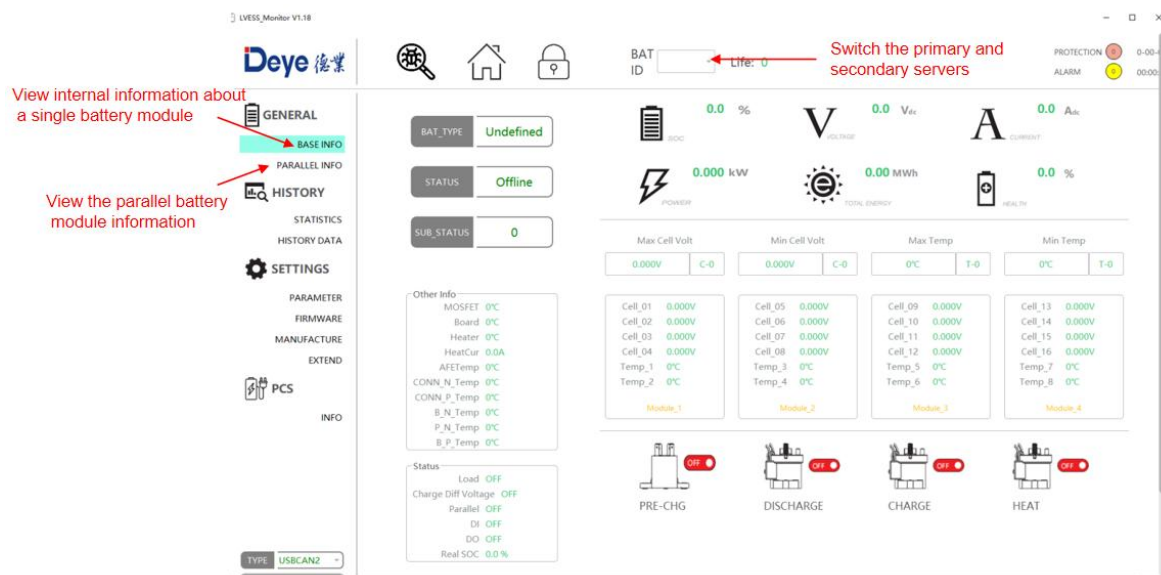 LVESS_Monitor V1.18
Deye 德業
BAT ID
Life: 0
Switch the primary and
secondary servers
PROTECTION 0 0-00-
ALARM 0 00:00:
View internal information about
a single battery module
GENERAL
BASE INFO
PARALLEL INFO
View the parallel battery
module information
HISTORY
STATISTICS
HISTORY DATA
SETTINGS
PARAMETER
FIRMWARE
MANUFACTURE
EXTEND
PCS
INFO
TYPE USBCAN2
BAT_TYPE Undefined
STATUS Offline
SUB_STATUS 0
0.0 %
SOC
0.0 Vdc
VOLTAGE
0.0 Adc
CURRENT
0.000 kW
POWER
0.00 MWh
TOTAL ENERGY
0.0 %
HEALTH
Max Cell Volt
0.000V C-0
Min Cell Volt
0.000V C-0
Max Temp
0℃ T-0
Min Temp
0℃ T-0
Other Info
MOSFET 0℃
Board 0℃
Heater 0℃
HeatCur 0.0A
AFETemp 0℃
CONN_N_Temp 0℃
CONN_P_Temp 0℃
B_N_Temp 0℃
P_N_Temp 0℃
B_P_Temp 0℃
Cell_01 0.000V
Cell_02 0.000V
Cell_03 0.000V
Cell_04 0.000V
Temp_1 0℃
Temp_2 0℃
Module_1
Cell_05 0.000V
Cell_06 0.000V
Cell_07 0.000V
Cell_08 0.000V
Temp_3 0℃
Temp_4 0℃
Module_2
Cell_09 0.000V
Cell_10 0.000V
Cell_11 0.000V
Cell_12 0.000V
Temp_5 0℃
Temp_6 0℃
Module_3
Cell_13 0.000V
Cell_14 0.000V
Cell_15 0.000V
Cell_16 0.000V
Temp_7 0℃
Temp_8 0℃
Module_4
Status
Load OFF
Charge Diff Voltage OFF
Parallel OFF
DI OFF
DO OFF
Real SOC 0.0 %
OFF
PRE-CHG
OFF
DISCHARGE
OFF
CHARGE
OFF
HEAT